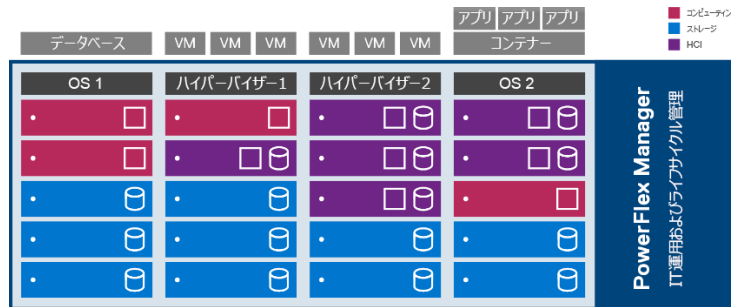 アプリ アプリ アプリ
データベース VM VM VM VM VM VM コンテナー
OS 1 ハイパーバイザー1 ハイパーバイザー2 OS 2
コンピューティング
ストレージ
HCI
PowerFlex Manager
IT運用およびライフサイクル管理